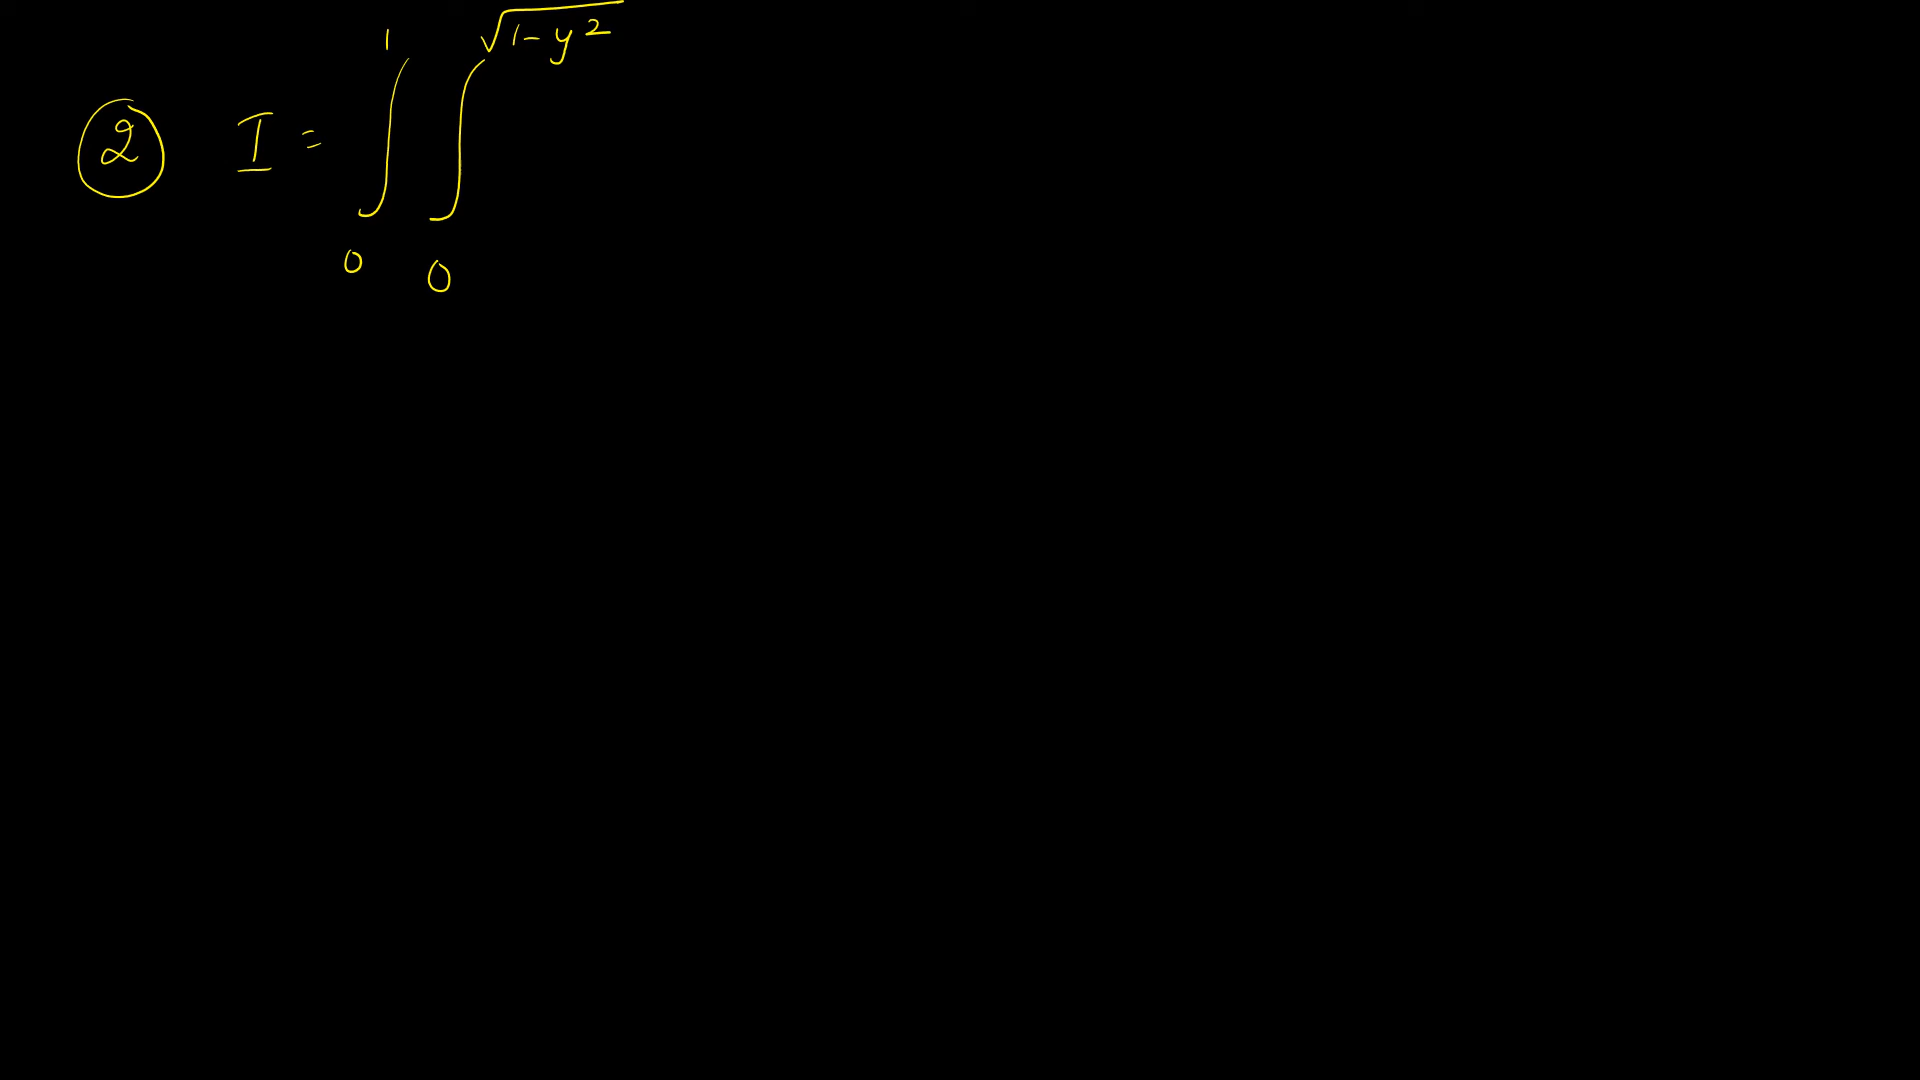 ② I = ∫₀¹ ∫₀^√(1-y²)